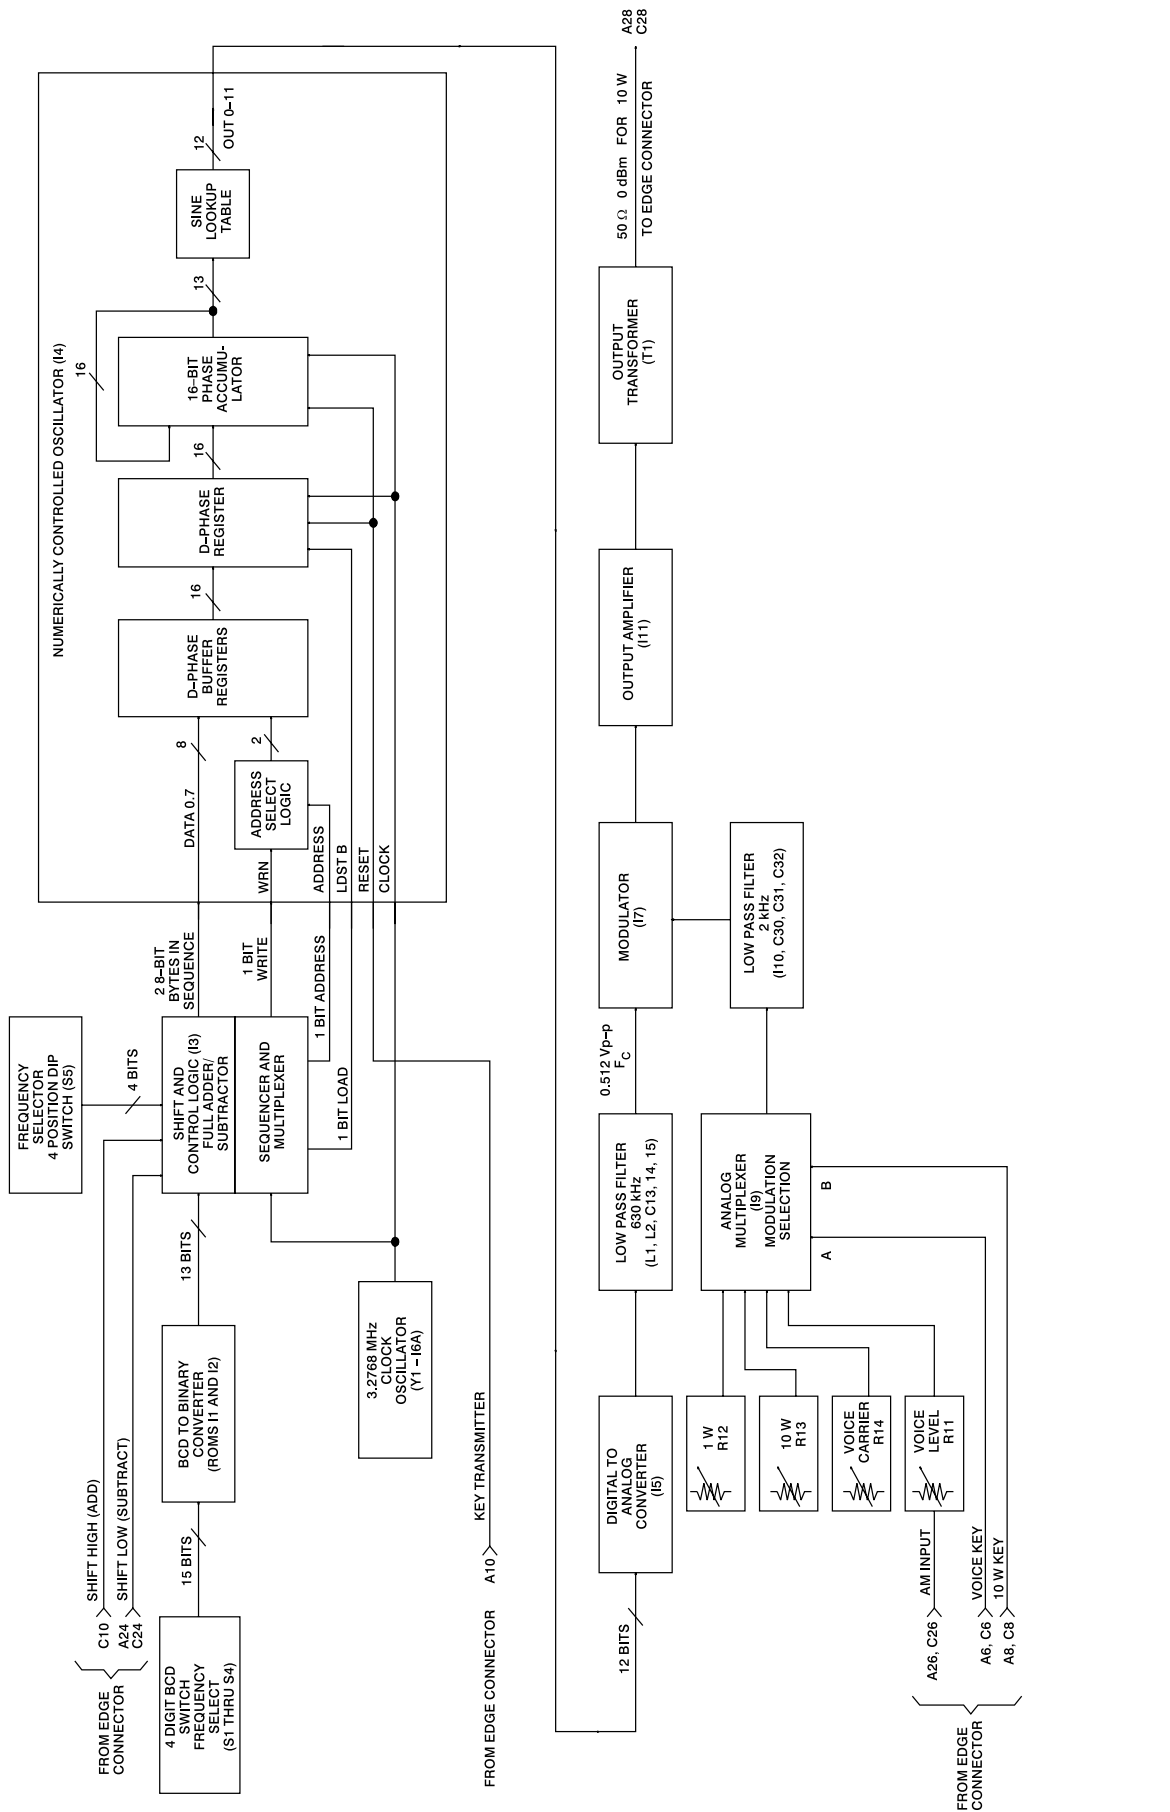 FROM EDGE
CONNECTOR
C10
SHIFT HIGH (ADD)
A24
C24
SHIFT LOW (SUBTRACT)
4 DIGIT BCD
SWITCH
FREQUENCY
SELECT
(S1 THRU S4)
15 BITS
BCD TO BINARY
CONVERTER
(ROMS I1 AND I2)
13 BITS
FREQUENCY
SELECTOR
4 POSITION DIP
SWITCH (S5)
4 BITS
SHIFT AND
CONTROL LOGIC (I3)
FULL ADDER/
SUBTRACTOR
SEQUENCER AND
MULTIPLEXER
2 8–BIT
BYTES IN
SEQUENCE
1 BIT
WRITE
1 BIT ADDRESS
1 BIT LOAD
3.2768 MHz
CLOCK
OSCILLATOR
(Y1 – I6A)
FROM EDGE CONNECTOR
A10
KEY TRANSMITTER
NUMERICALLY CONTROLLED OSCILLATOR (I4)
DATA 0.7
8
WRN
ADDRESS
LDST B
RESET
CLOCK
ADDRESS
SELECT
LOGIC
2
D–PHASE
BUFFER
REGISTERS
16
D–PHASE
REGISTER
16
16–BIT
PHASE
ACCUMU-
LATOR
16
13
SINE
LOOKUP
TABLE
12
OUT 0–11
12 BITS
DIGITAL TO
ANALOG
CONVERTER
(I5)
LOW PASS FILTER
630 kHz
(L1, L2, C13, 14, 15)
0.512 Vp–p
FC
MODULATOR
(I7)
OUTPUT AMPLIFIER
(I11)
OUTPUT
TRANSFORMER
(T1)
50 Ω 0 dBm FOR 10 W
TO EDGE CONNECTOR
A28
C28
1 W
R12
10 W
R13
VOICE
CARRIER
R14
VOICE
LEVEL
R11
ANALOG
MULTIPLEXER
(I9)
MODULATION
SELECTION
A
B
LOW PASS FILTER
2 kHz
(I10, C30, C31, C32)
FROM EDGE
CONNECTOR
A26, C26
AM INPUT
A6, C6
VOICE KEY
A8, C8
10 W KEY